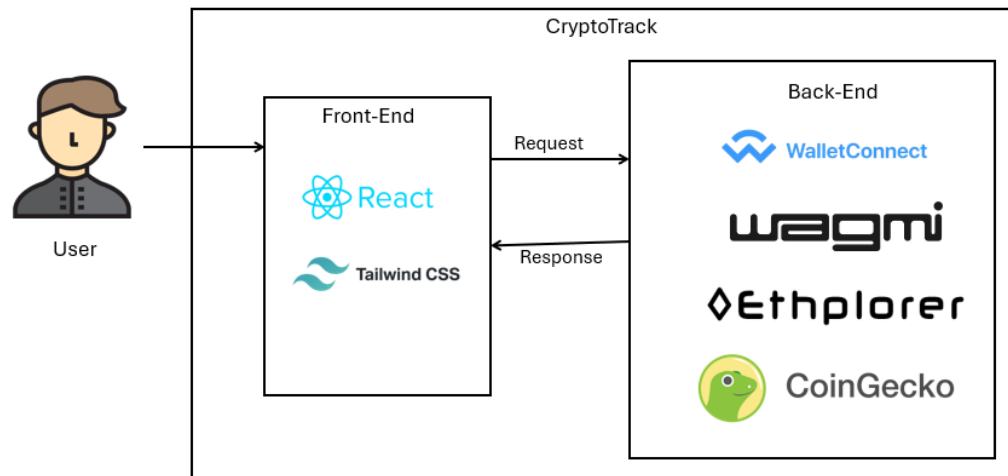 CryptoTrack
User
Front-End
React
Tailwind CSS
Request
Response
Back-End
WalletConnect
wagmi
Ethplorer
CoinGecko